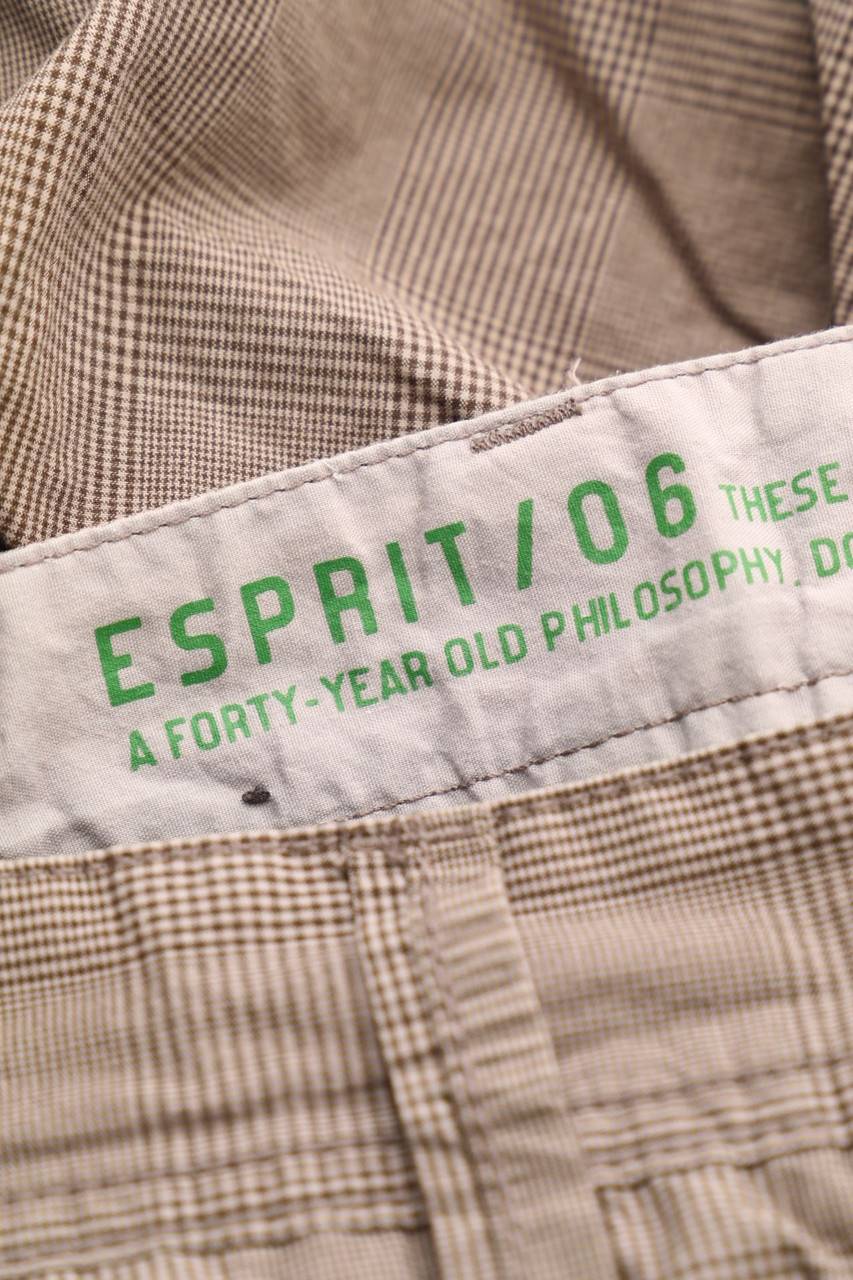 ESPRIT/06 THESE
A FORTY-YEAR OLD PHILOSOPHY. DO